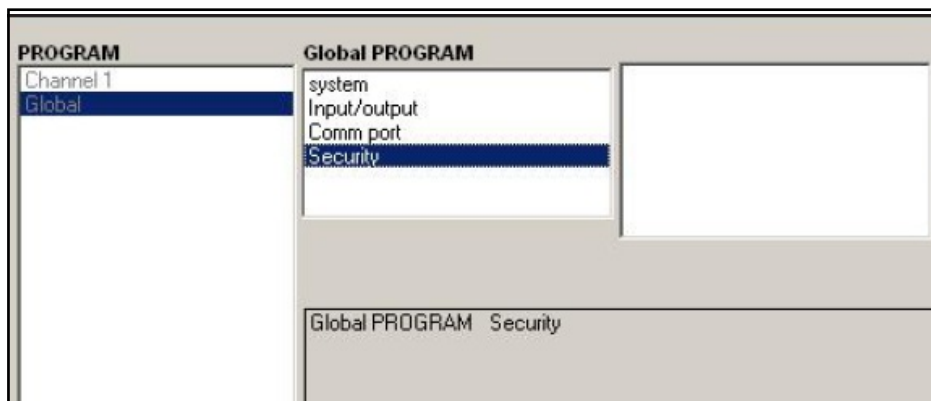 PROGRAM
Channel 1
Global
Global PROGRAM
system
Input/output
Comm port
Security
Global PROGRAM Security